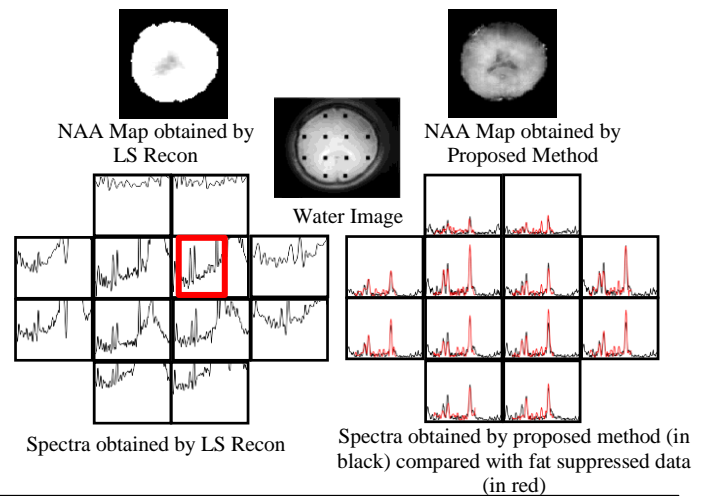 NAA Map obtained by
LS Recon
NAA Map obtained by
Proposed Method
Water Image
Spectra obtained by LS Recon
Spectra obtained by proposed method (in
black) compared with fat suppressed data
(in red)